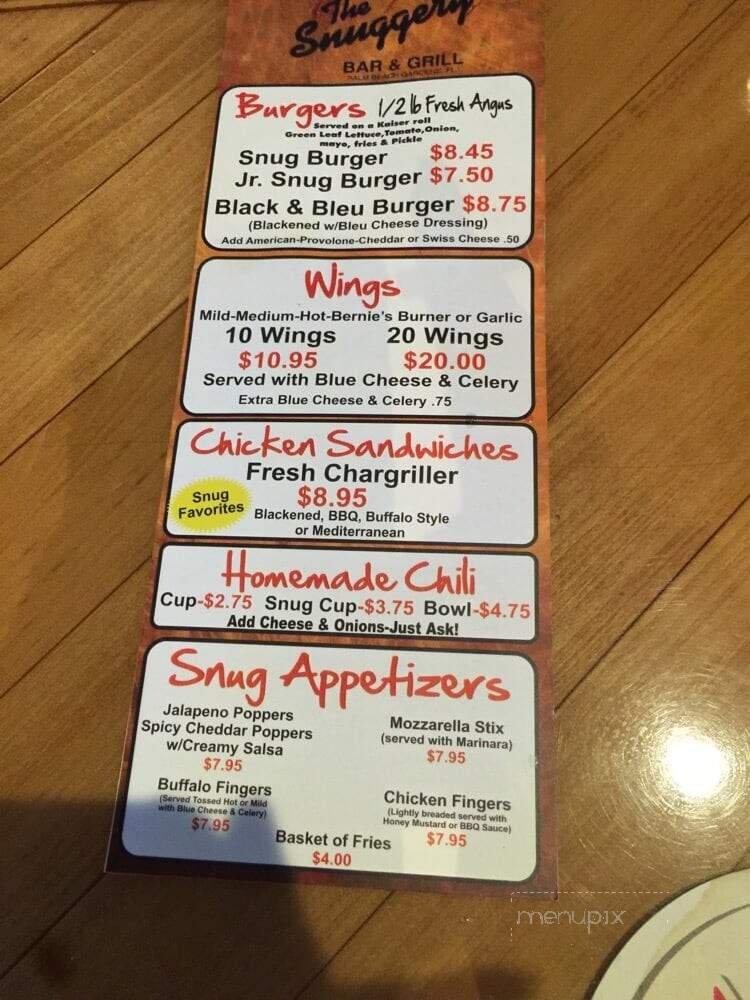 The
Snuggery
BAR & GRILL
PALM BEACH GARDENS, FL
Burgers 1/2 lb Fresh Angus
Served on a Kaiser roll
Green Leaf Lettuce,Tomato,Onion,
mayo, fries & Pickle
Snug Burger $8.45
Jr. Snug Burger $7.50
Black & Bleu Burger $8.75
(Blackened w/Bleu Cheese Dressing)
Add American-Provolone-Cheddar or Swiss Cheese .50
Wings
Mild-Medium-Hot-Bernie's Burner or Garlic
10 Wings 20 Wings
$10.95 $20.00
Served with Blue Cheese & Celery
Extra Blue Cheese & Celery .75
Chicken Sandwiches
Fresh Chargriller
Snug
Favorites
$8.95
Blackened, BBQ, Buffalo Style
or Mediterranean
Homemade Chili
Cup-$2.75 Snug Cup-$3.75 Bowl-$4.75
Add Cheese & Onions-Just Ask!
Snug Appetizers
Jalapeno Poppers
Spicy Cheddar Poppers
w/Creamy Salsa
$7.95
Mozzarella Stix
(served with Marinara)
$7.95
Buffalo Fingers
(Served Tossed Hot or Mild
with Blue Cheese & Celery)
$7.95
Chicken Fingers
(Lightly breaded served with
Honey Mustard or BBQ Sauce)
$7.95
Basket of Fries
$4.00
menupix